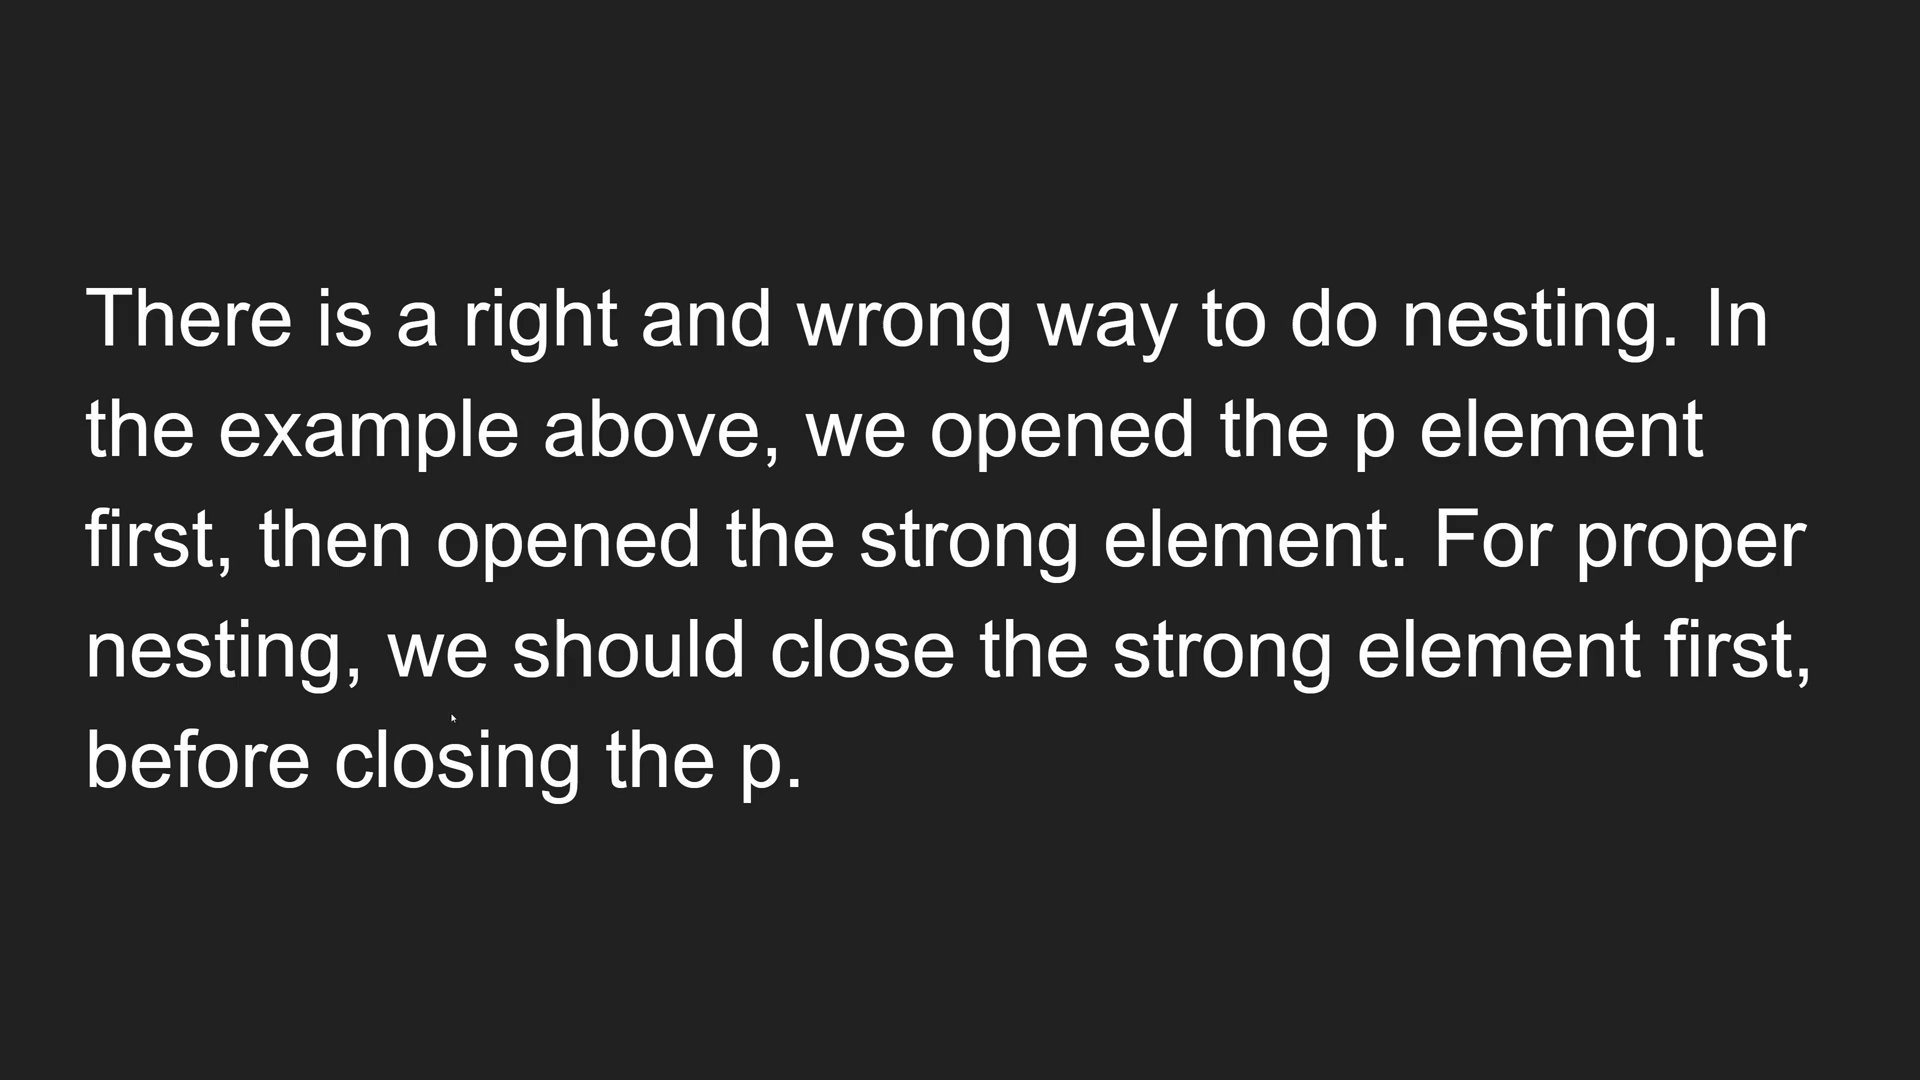 There is a right and wrong way to do nesting. In
the example above, we opened the p element
first, then opened the strong element. For proper
nesting, we should close the strong element first,
before closing the p.